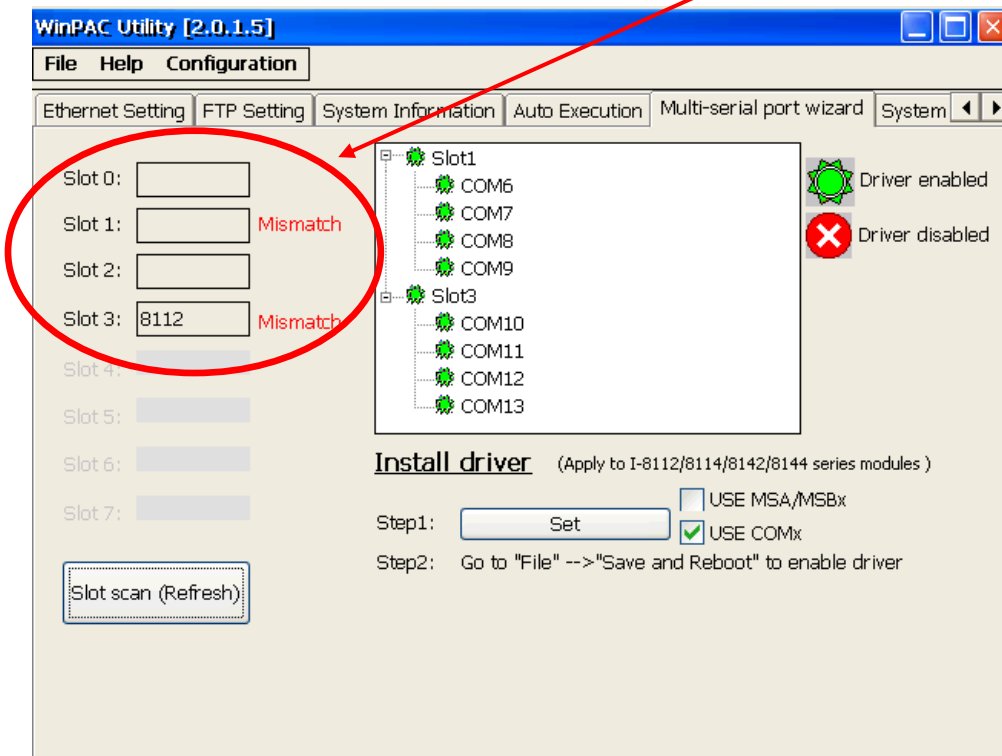 WinPAC Utility [2.0.1.5]
File Help Configuration
Ethernet Setting FTP Setting System Information Auto Execution Multi-serial port wizard System
Slot 0:
Slot 1: Mismatch
Slot 2:
Slot 3: 8112 Mismatch
Slot 4:
Slot 5:
Slot 6:
Slot 7:
Slot scan (Refresh)
Slot1
COM6
COM7
COM8
COM9
Slot3
COM10
COM11
COM12
COM13
Driver enabled
Driver disabled
Install driver (Apply to I-8112/8114/8142/8144 series modules )
USE MSA/MSBx
Step1: Set USE COMx
Step2: Go to "File" -->"Save and Reboot" to enable driver